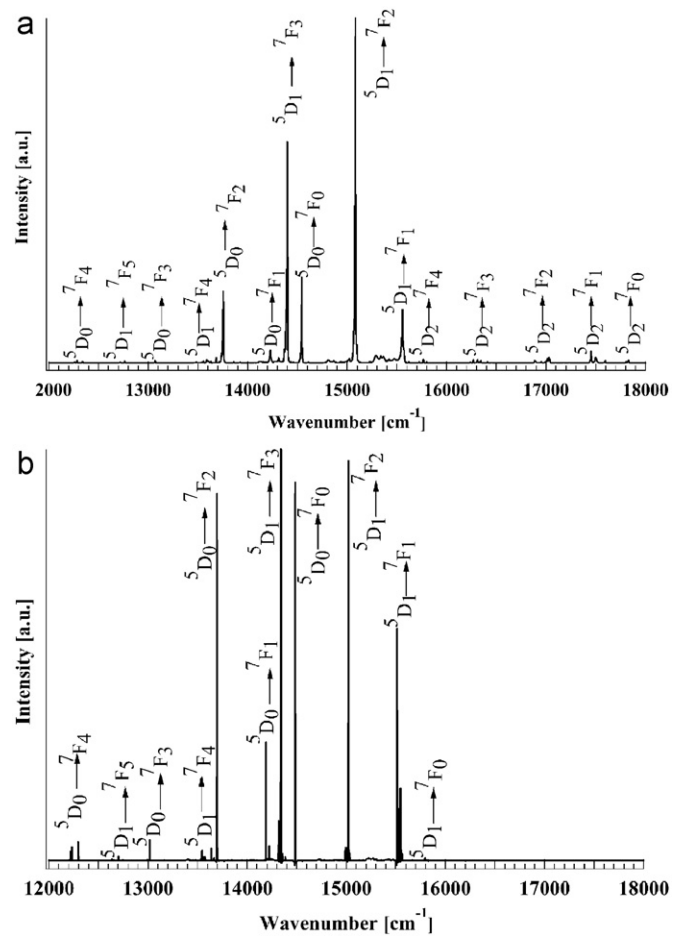 a
Intensity [a.u.]
⁵D₀ → ⁷F₄
⁵D₁ → ⁷F₅
⁵D₀ → ⁷F₃
⁵D₁ → ⁷F₄
⁵D₀ → ⁷F₂
⁵D₀ → ⁷F₁
⁵D₁ → ⁷F₃
⁵D₀ → ⁷F₀
⁵D₁ → ⁷F₂
⁵D₁ → ⁷F₁
⁵D₂ → ⁷F₄
⁵D₂ → ⁷F₃
⁵D₂ → ⁷F₂
⁵D₂ → ⁷F₁
⁵D₂ → ⁷F₀
2000 13000 14000 15000 16000 17000 18000
Wavenumber [cm⁻¹]
b
Intensity [a.u.]
⁵D₀ → ⁷F₄
⁵D₁ → ⁷F₅
⁵D₀ → ⁷F₃
⁵D₁ → ⁷F₄
⁵D₀ → ⁷F₂
⁵D₀ → ⁷F₁
⁵D₁ → ⁷F₃
⁵D₀ → ⁷F₀
⁵D₁ → ⁷F₂
⁵D₁ → ⁷F₁
⁵D₁ → ⁷F₀
12000 13000 14000 15000 16000 17000 18000
Wavenumber [cm⁻¹]